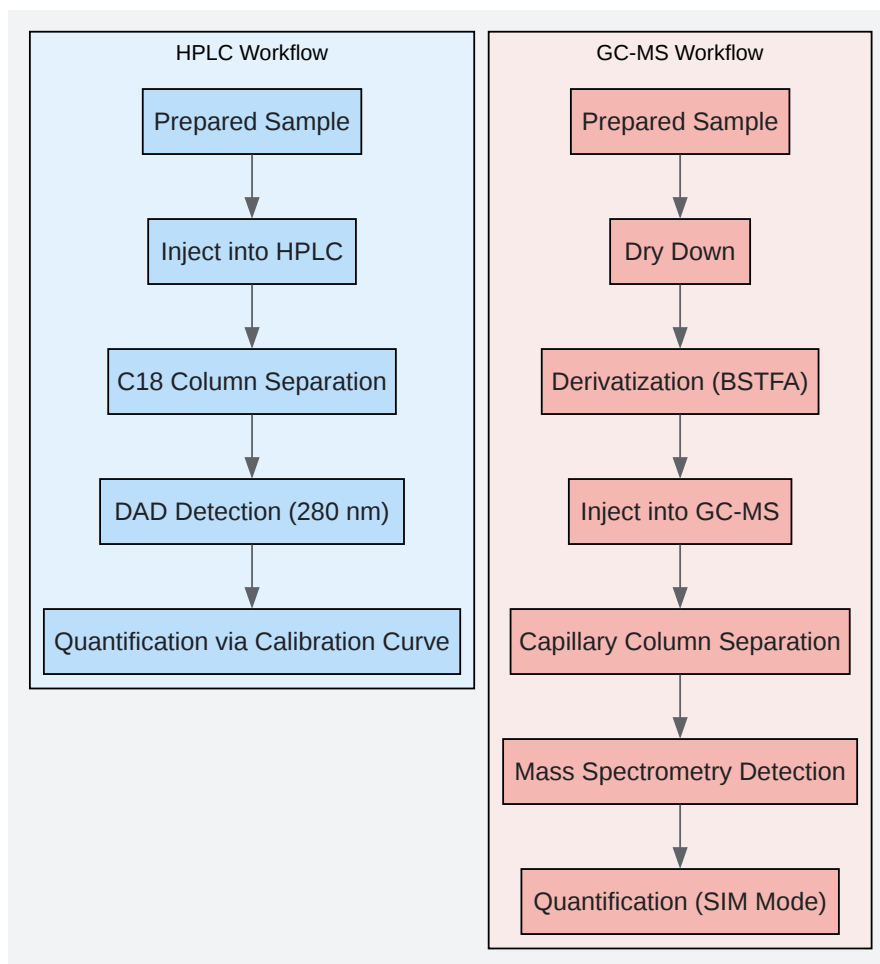 HPLC Workflow
Prepared Sample
Inject into HPLC
C18 Column Separation
DAD Detection (280 nm)
Quantification via Calibration Curve
GC-MS Workflow
Prepared Sample
Dry Down
Derivatization (BSTFA)
Inject into GC-MS
Capillary Column Separation
Mass Spectrometry Detection
Quantification (SIM Mode)